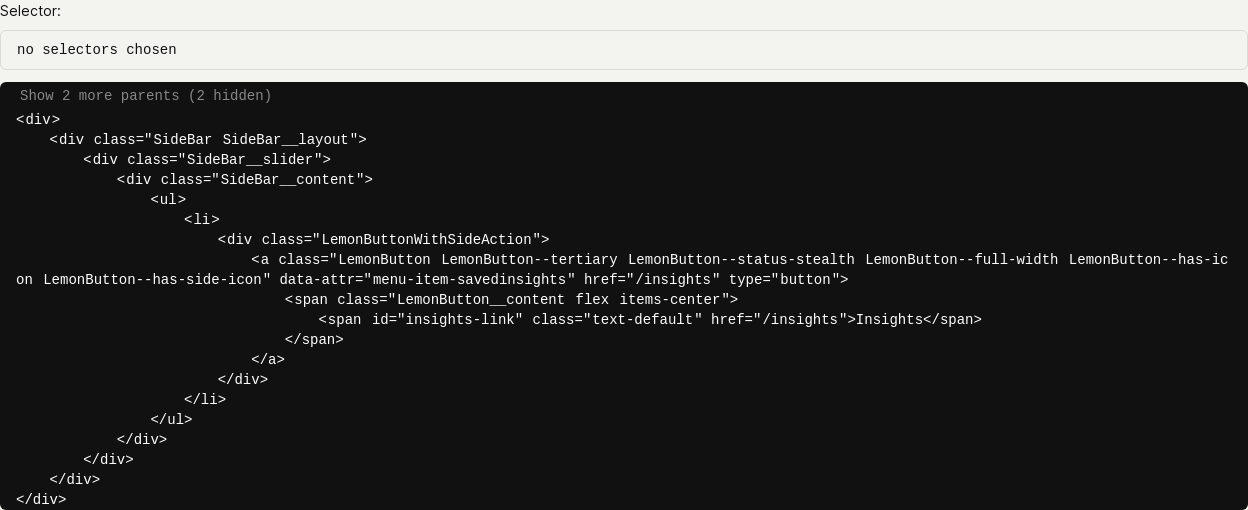 Selector:
no selectors chosen
Show 2 more parents (2 hidden)
<div>
<div class="SideBar SideBar__layout">
<div class="SideBar__slider">
<div class="SideBar__content">
<ul>
<li>
<div class="LemonButtonWithSideAction">
<a class="LemonButton LemonButton--tertiary LemonButton--status-stealth LemonButton--full-width LemonButton--has-ic
on LemonButton--has-side-icon" data-attr="menu-item-savedinsights" href="/insights" type="button">
<span class="LemonButton__content flex items-center">
<span id="insights-link" class="text-default" href="/insights">Insights</span>
</span>
</a>
</div>
</li>
</ul>
</div>
</div>
</div>
</div>